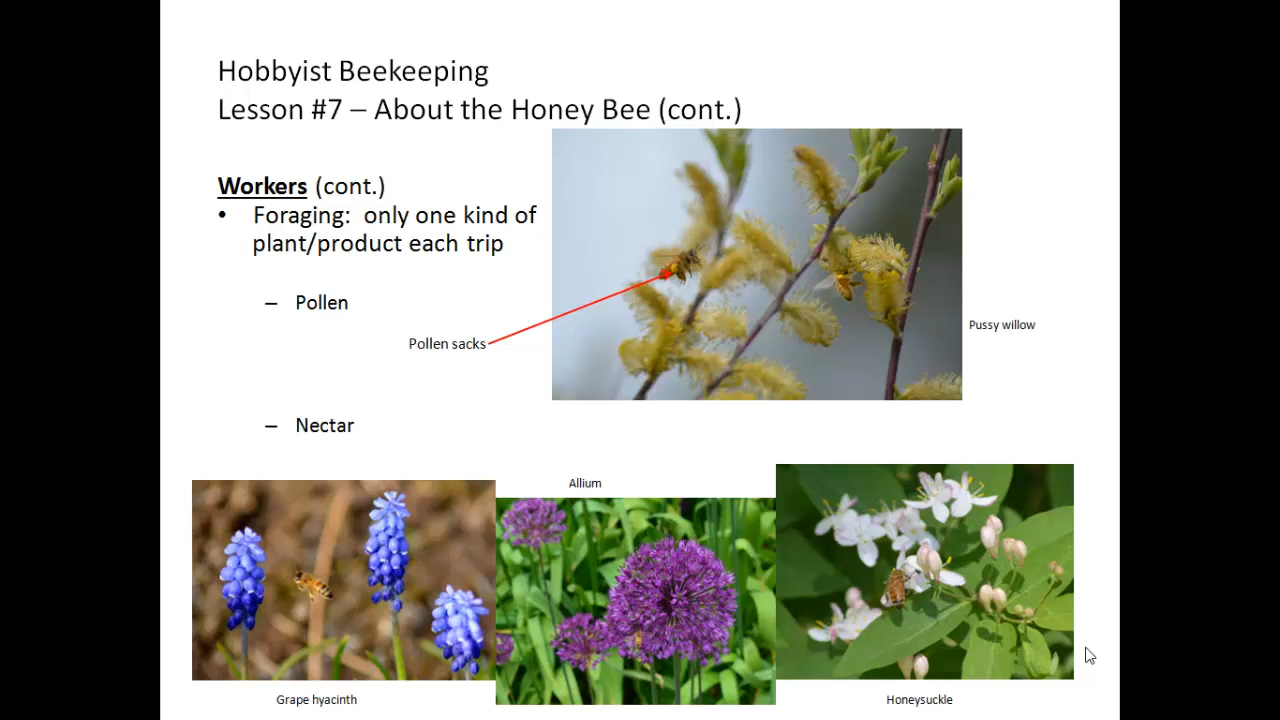 Hobbyist Beekeeping
Lesson #7 – About the Honey Bee (cont.)
Workers (cont.)
• Foraging: only one kind of
plant/product each trip
– Pollen
Pollen sacks
Pussy willow
– Nectar
Allium
Grape hyacinth
Honeysuckle